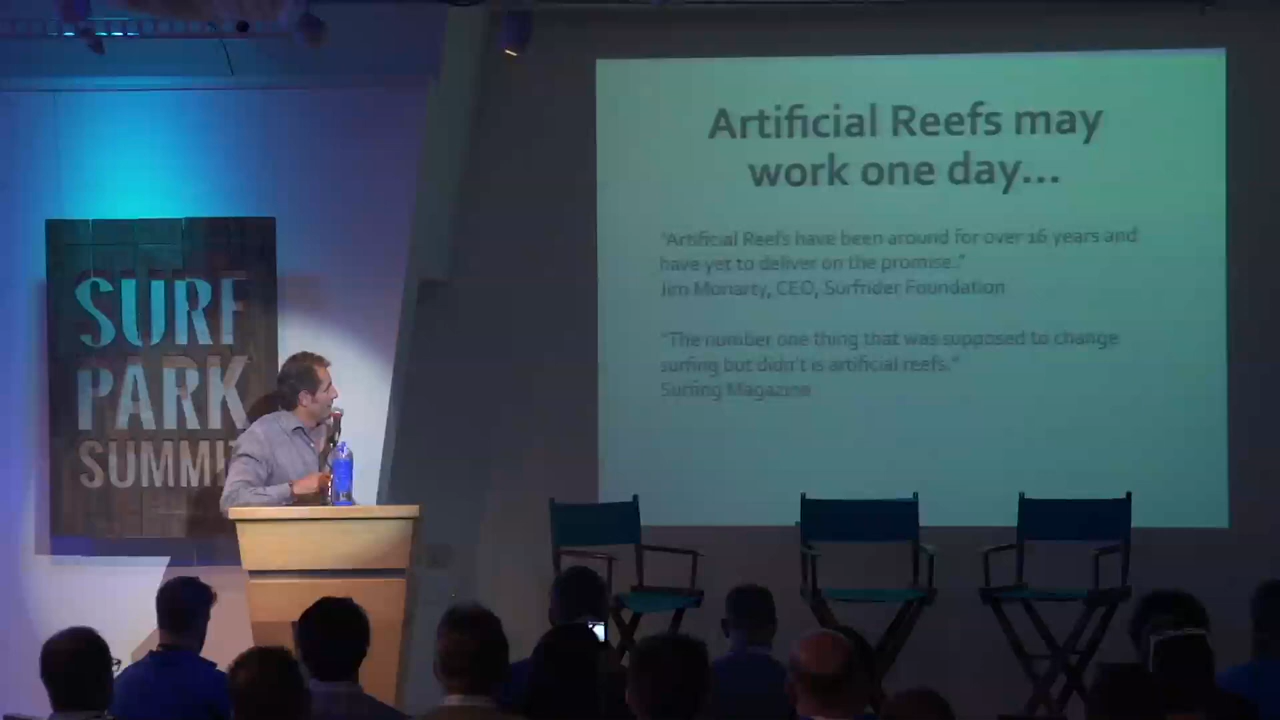 SURF
PARK
SUMMI
Artificial Reefs may
work one day...
"Artificial Reefs have been around for over 16 years and
have yet to deliver on the promise."
Jim Moriarty, CEO, Surfrider Foundation
"The number one thing that was supposed to change
surfing but didn't is artificial reefs."
Surfing Magazine